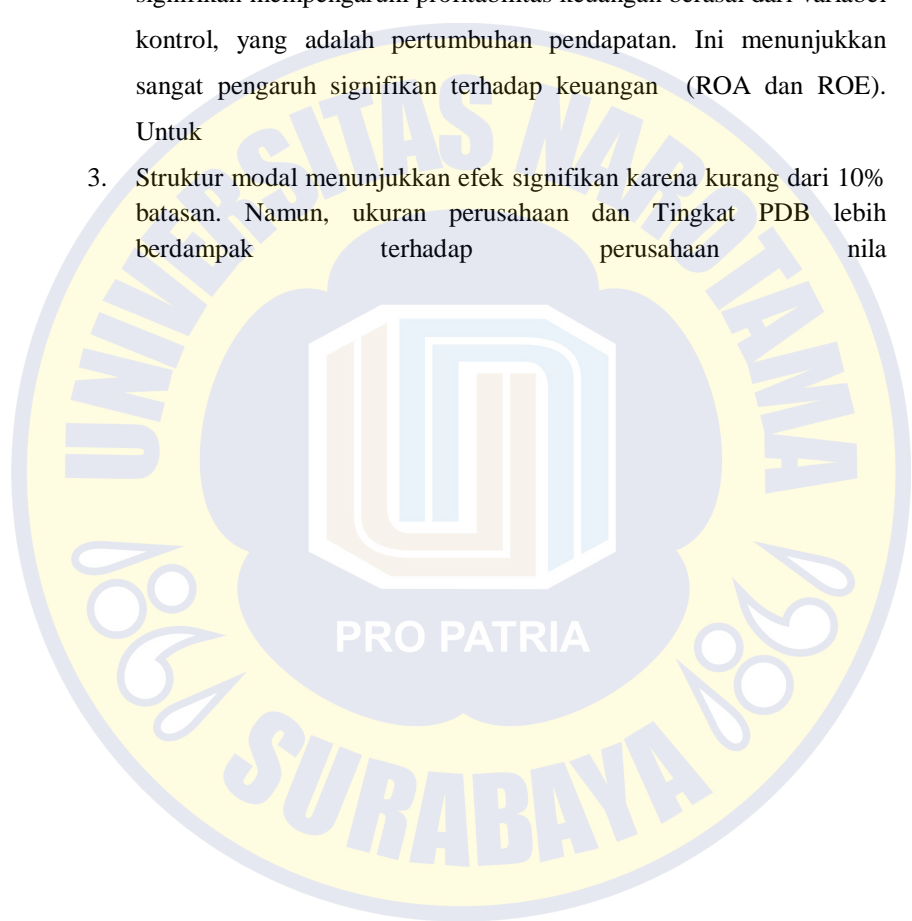 signifikan mempengaruhi profitabilitas keuangan berasal dari variabel
kontrol, yang adalah pertumbuhan pendapatan. Ini menunjukkan
sangat pengaruh signifikan terhadap keuangan (ROA dan ROE).
Untuk
3. Struktur modal menunjukkan efek signifikan karena kurang dari 10%
batasan. Namun, ukuran perusahaan dan Tingkat PDB lebih
berdampak terhadap perusahaan nila
UNIVERSITAS NAROTAMA
PRO PATRIA
SURABAYA